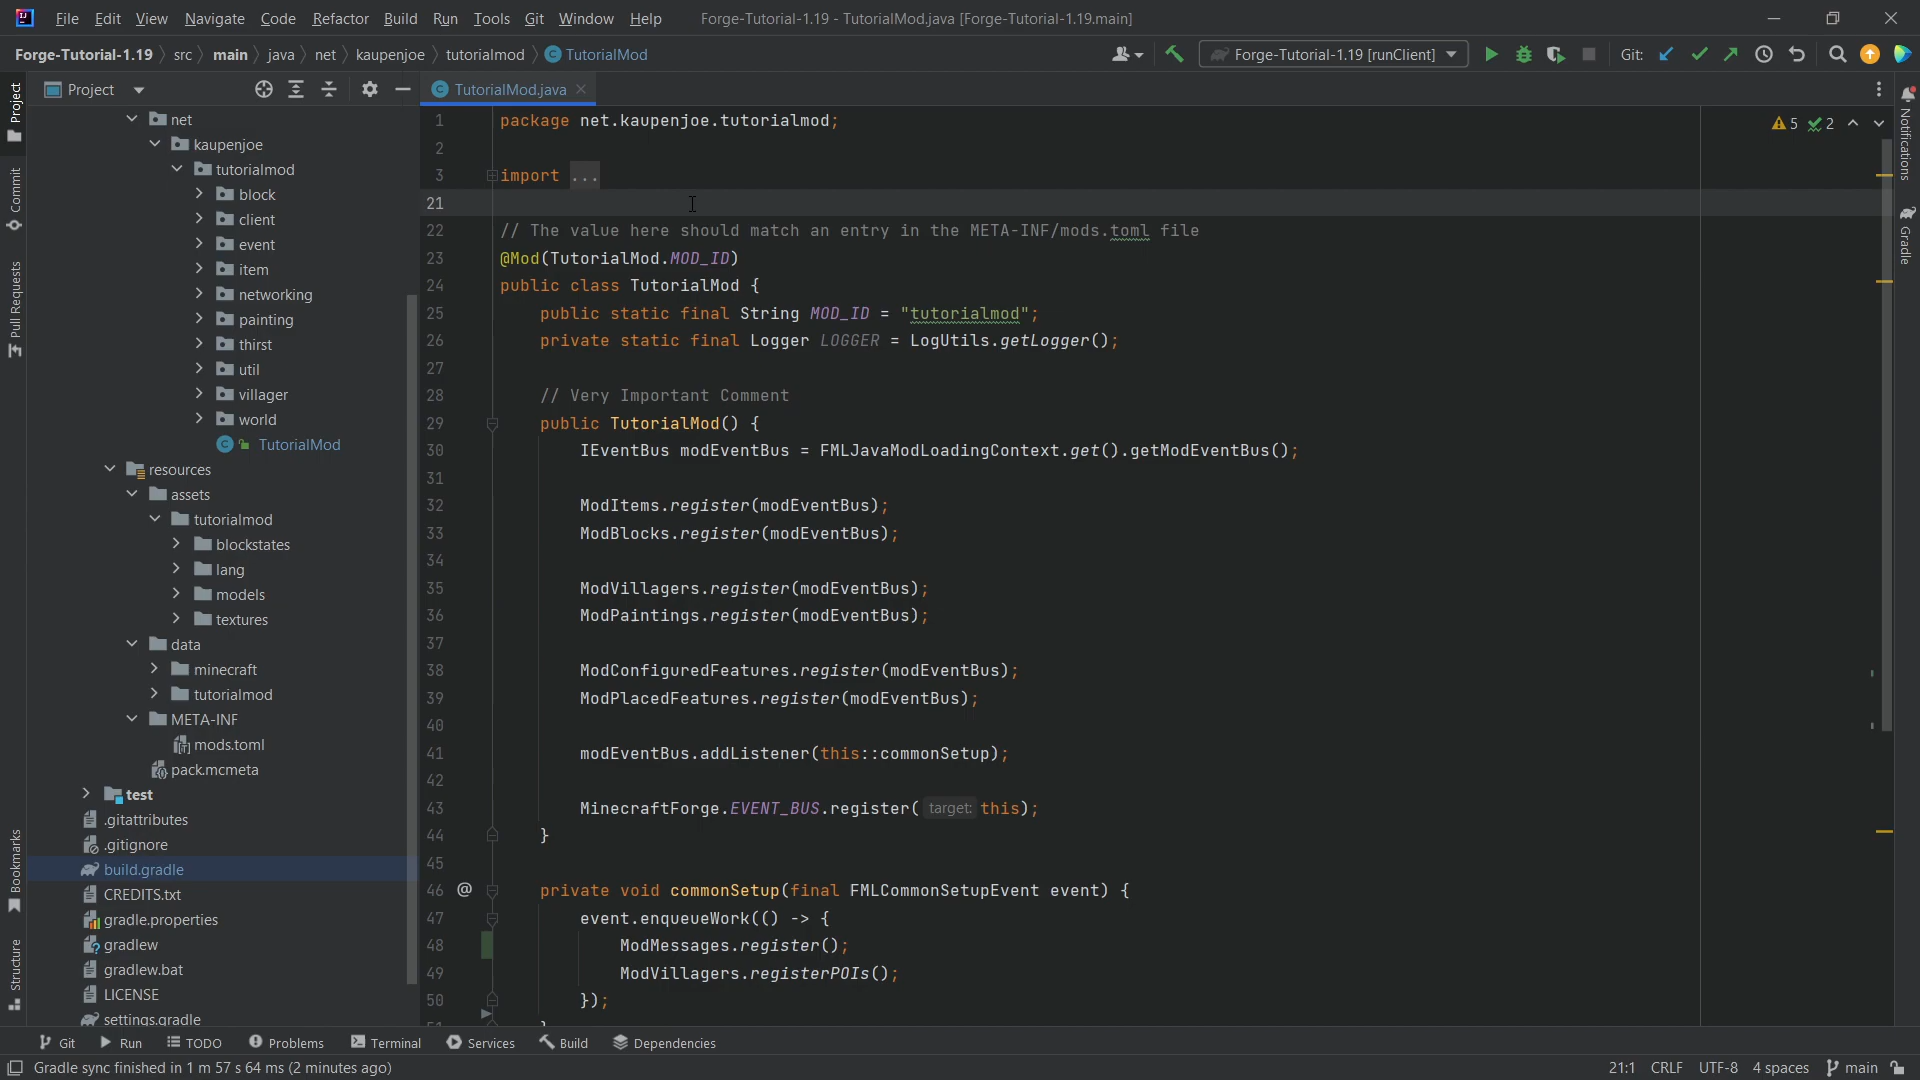 File Edit View Navigate Code Refactor Build Run Tools Git Window Help Forge-Tutorial-1.19 - TutorialMod.java [Forge-Tutorial-1.19.main]
Forge-Tutorial-1.19 src main java net kaupenjoe tutorialmod TutorialMod
Forge-Tutorial-1.19 [runClient] Git:
Project
TutorialMod.java
Project
Commit
Pull Requests
Bookmarks
Structure
net
kaupenjoe
tutorialmod
block
client
event
item
networking
painting
thirst
util
villager
world
TutorialMod
resources
assets
tutorialmod
blockstates
lang
models
textures
data
minecraft
tutorialmod
META-INF
mods.toml
pack.mcmeta
test
.gitattributes
.gitignore
build.gradle
CREDITS.txt
gradle.properties
gradlew
gradlew.bat
LICENSE
settings.gradle
1 package net.kaupenjoe.tutorialmod;
2
3 import ...
21
22 // The value here should match an entry in the META-INF/mods.toml file
23 @Mod(TutorialMod.MOD_ID)
24 public class TutorialMod {
25 public static final String MOD_ID = "tutorialmod";
26 private static final Logger LOGGER = LogUtils.getLogger();
27
28 // Very Important Comment
29 public TutorialMod() {
30 IEventBus modEventBus = FMLJavaModLoadingContext.get().getModEventBus();
31
32 ModItems.register(modEventBus);
33 ModBlocks.register(modEventBus);
34
35 ModVillagers.register(modEventBus);
36 ModPaintings.register(modEventBus);
37
38 ModConfiguredFeatures.register(modEventBus);
39 ModPlacedFeatures.register(modEventBus);
40
41 modEventBus.addListener(this::commonSetup);
42
43 MinecraftForge.EVENT_BUS.register( target: this);
44 }
45
46 @ private void commonSetup(final FMLCommonSetupEvent event) {
47 event.enqueueWork(() -> {
48 ModMessages.register();
49 ModVillagers.registerPOIs();
50 });
51 }
5 2
Notifications
Gradle
Git Run TODO Problems Terminal Services Build Dependencies
Gradle sync finished in 1 m 57 s 64 ms (2 minutes ago) 21:1 CRLF UTF-8 4 spaces main